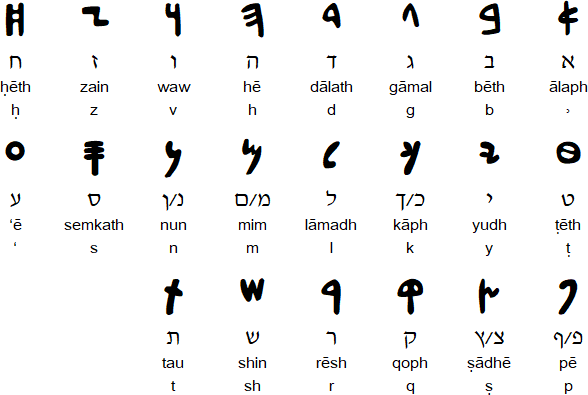 𐡀 𐡁 𐡂 𐡃 𐡄 𐡅 𐡆 𐡇
א ב ג ד ה ו ז ח
ḥēth zain waw hē dālath gāmal bēth ālaph
ḥ z v h d g b ʾ
𐡈 𐡉 𐡊 𐡋 𐡌 𐡍 𐡎 𐡏
ט י כ/ך ל מ/ם נ/ן ס ע
‘ē semkath nun mim lāmadh kāph yudh ṭēth
‘ s n m l k y ṭ
𐡐 𐡑 𐡒 𐡓 𐡔 𐡕
פ/ף צ/ץ ק ר ש ת
tau shin rēsh qoph ṣādhē pē
t sh r q ṣ p